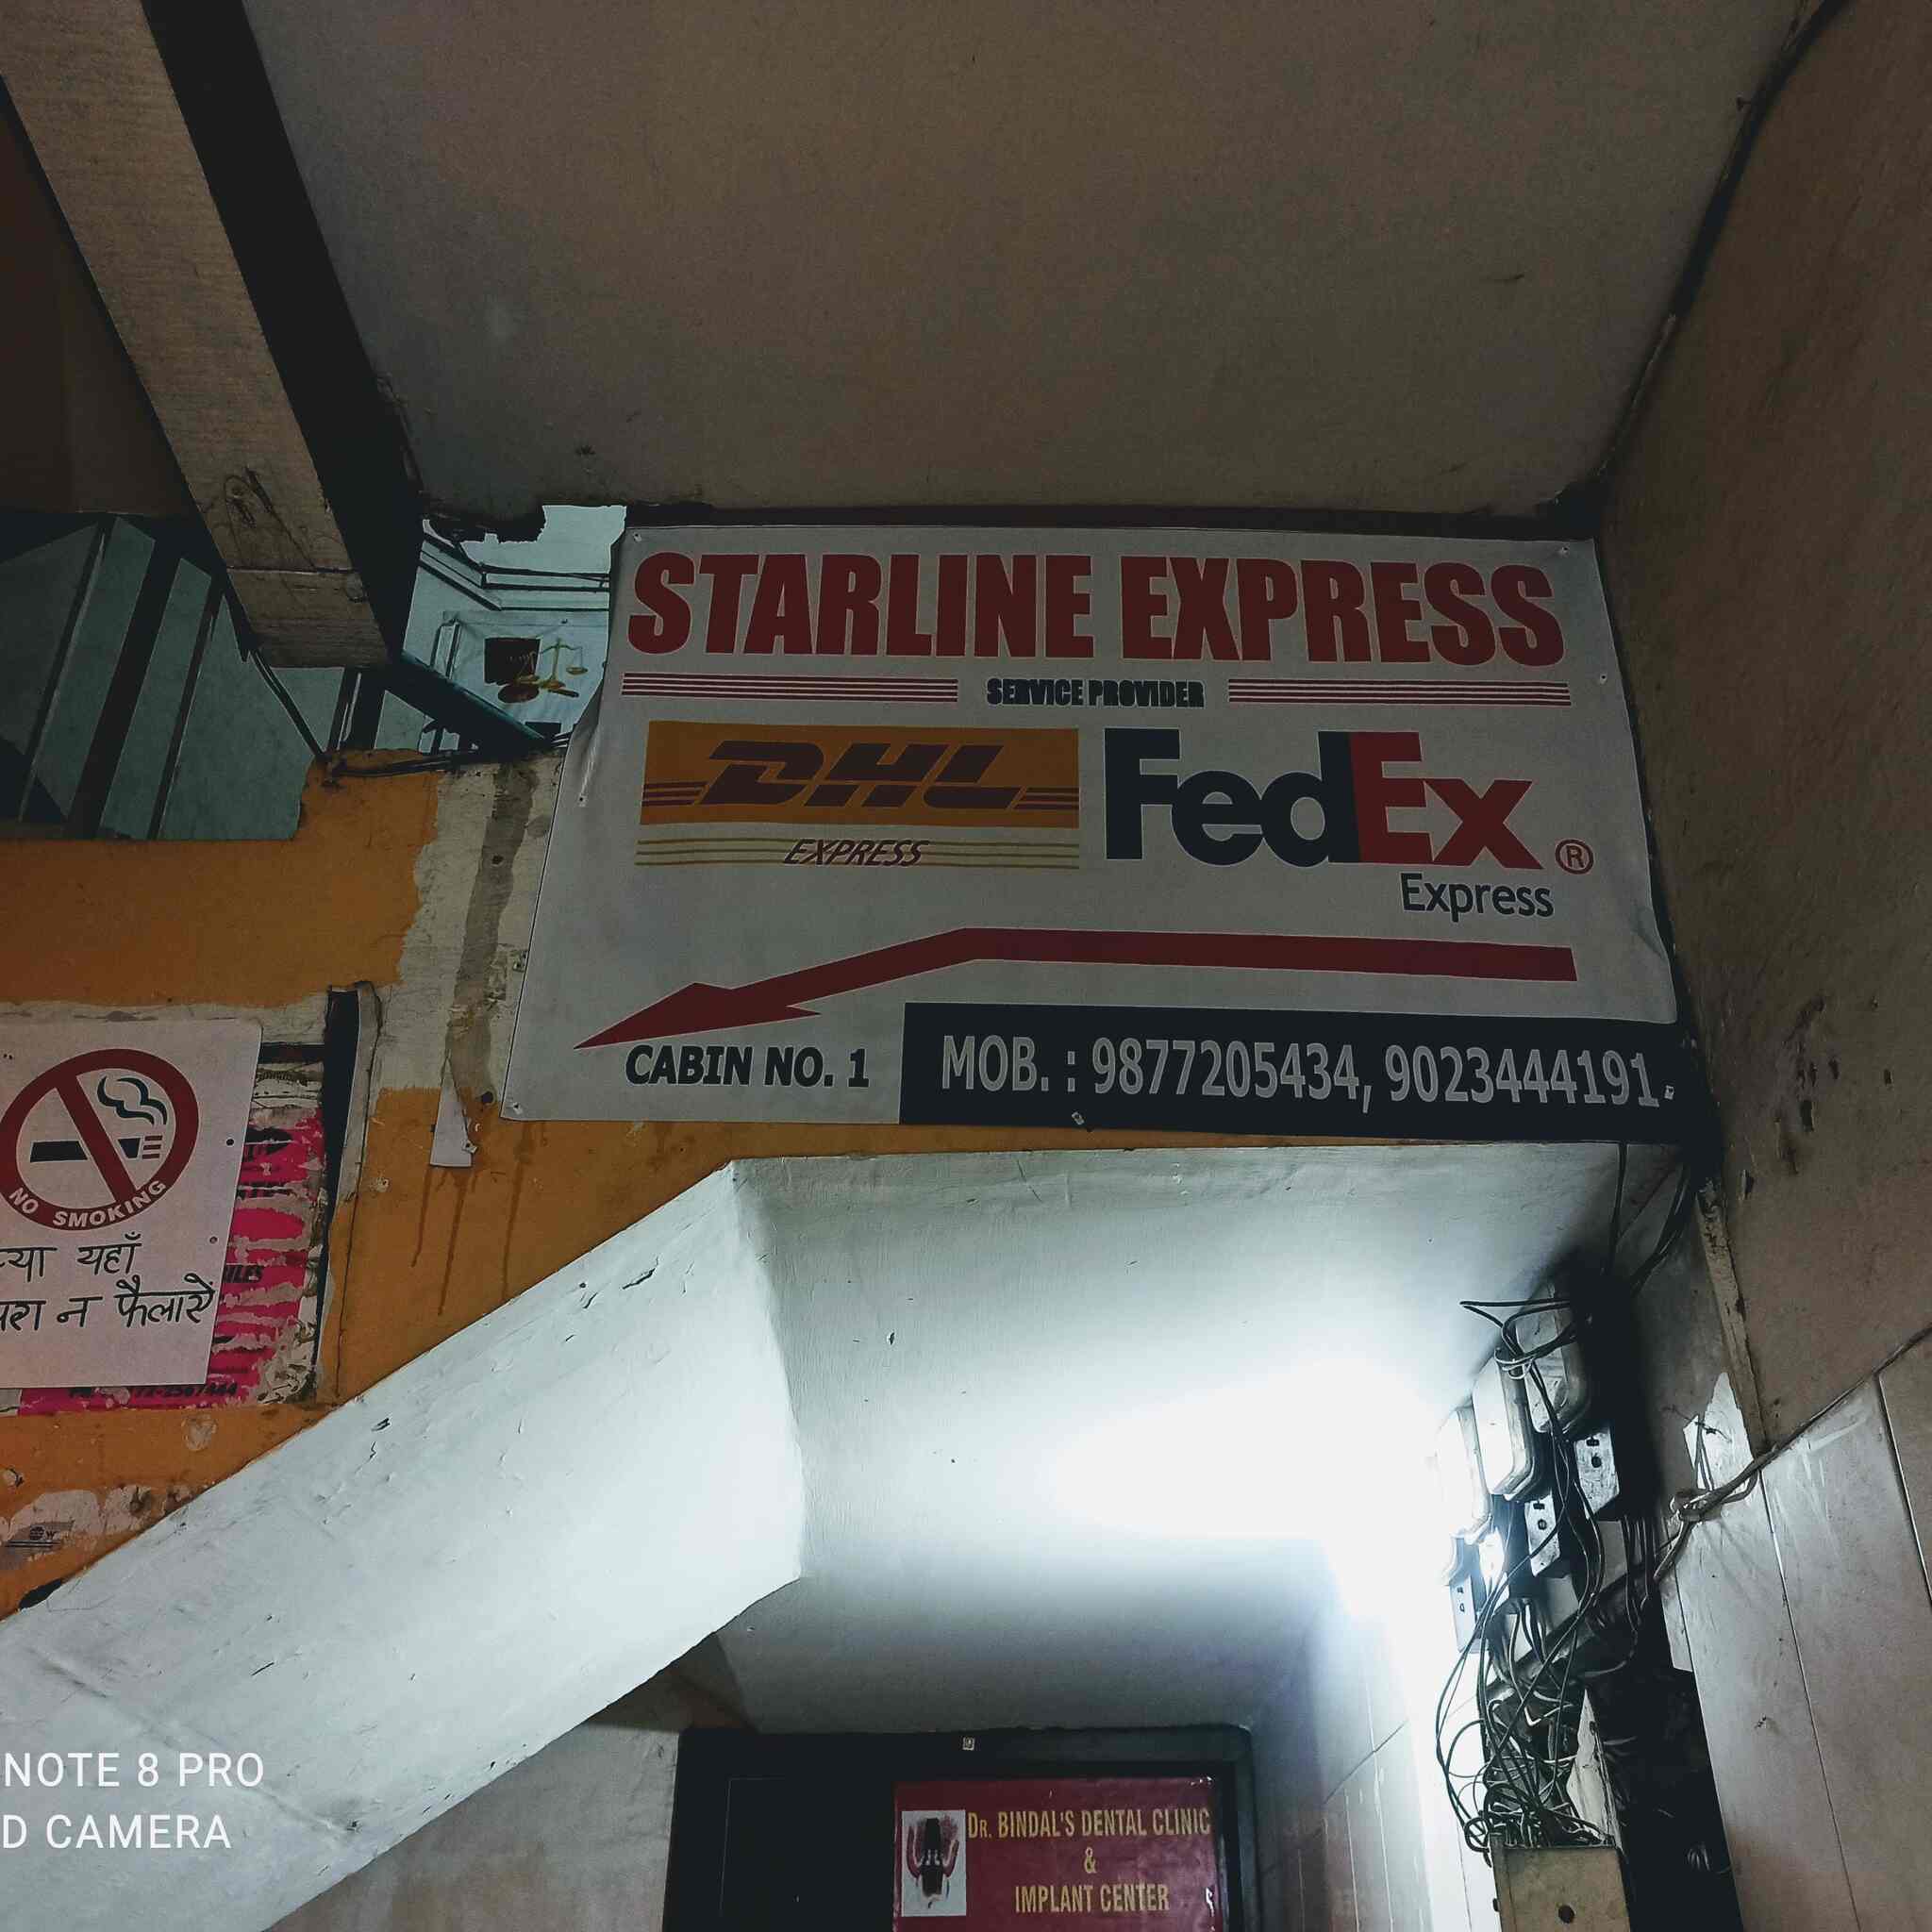 STARLINE EXPRESS
SERVICE PROVIDER
DHL
EXPRESS
FedEx ®
Express
CABIN NO. 1
MOB. : 9877205434, 9023444191.
NO SMOKING
यहाँ
न फैलायें
DR. BINDAL'S DENTAL CLINIC
&
IMPLANT CENTER
NOTE 8 PRO
CAMERA